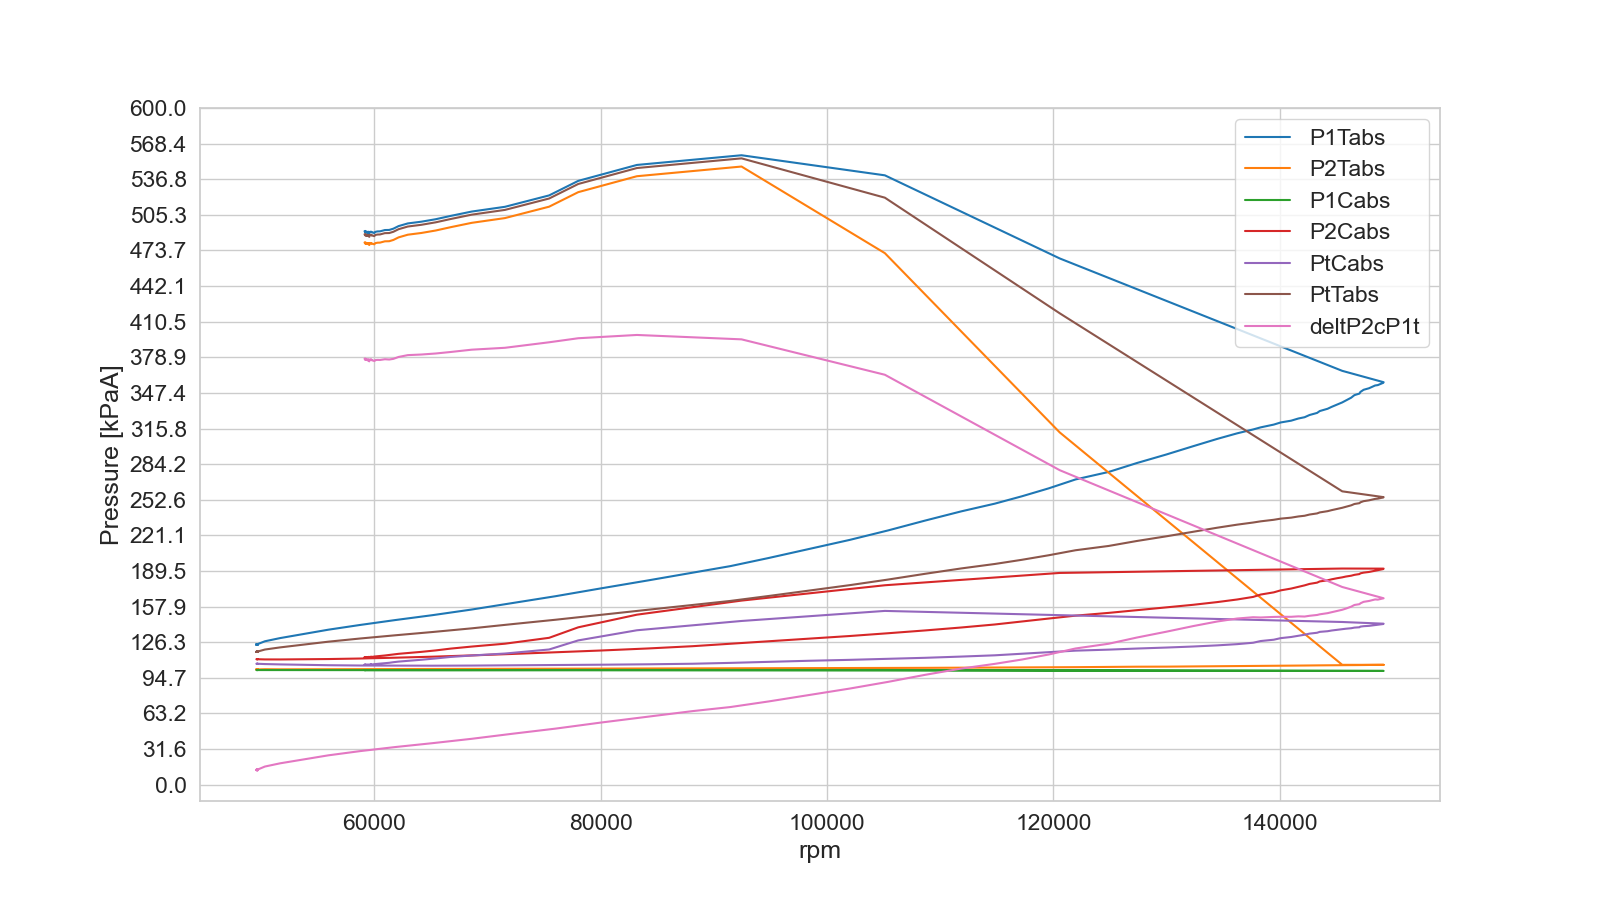 600.0
568.4
536.8
505.3
473.7
442.1
410.5
378.9
347.4
315.8
284.2
252.6
221.1
189.5
157.9
126.3
94.7
63.2
31.6
0.0
Pressure [kPaA]
60000 80000 100000 120000 140000
rpm
P1Tabs
P2Tabs
P1Cabs
P2Cabs
PtCabs
PtTabs
deltP2cP1t